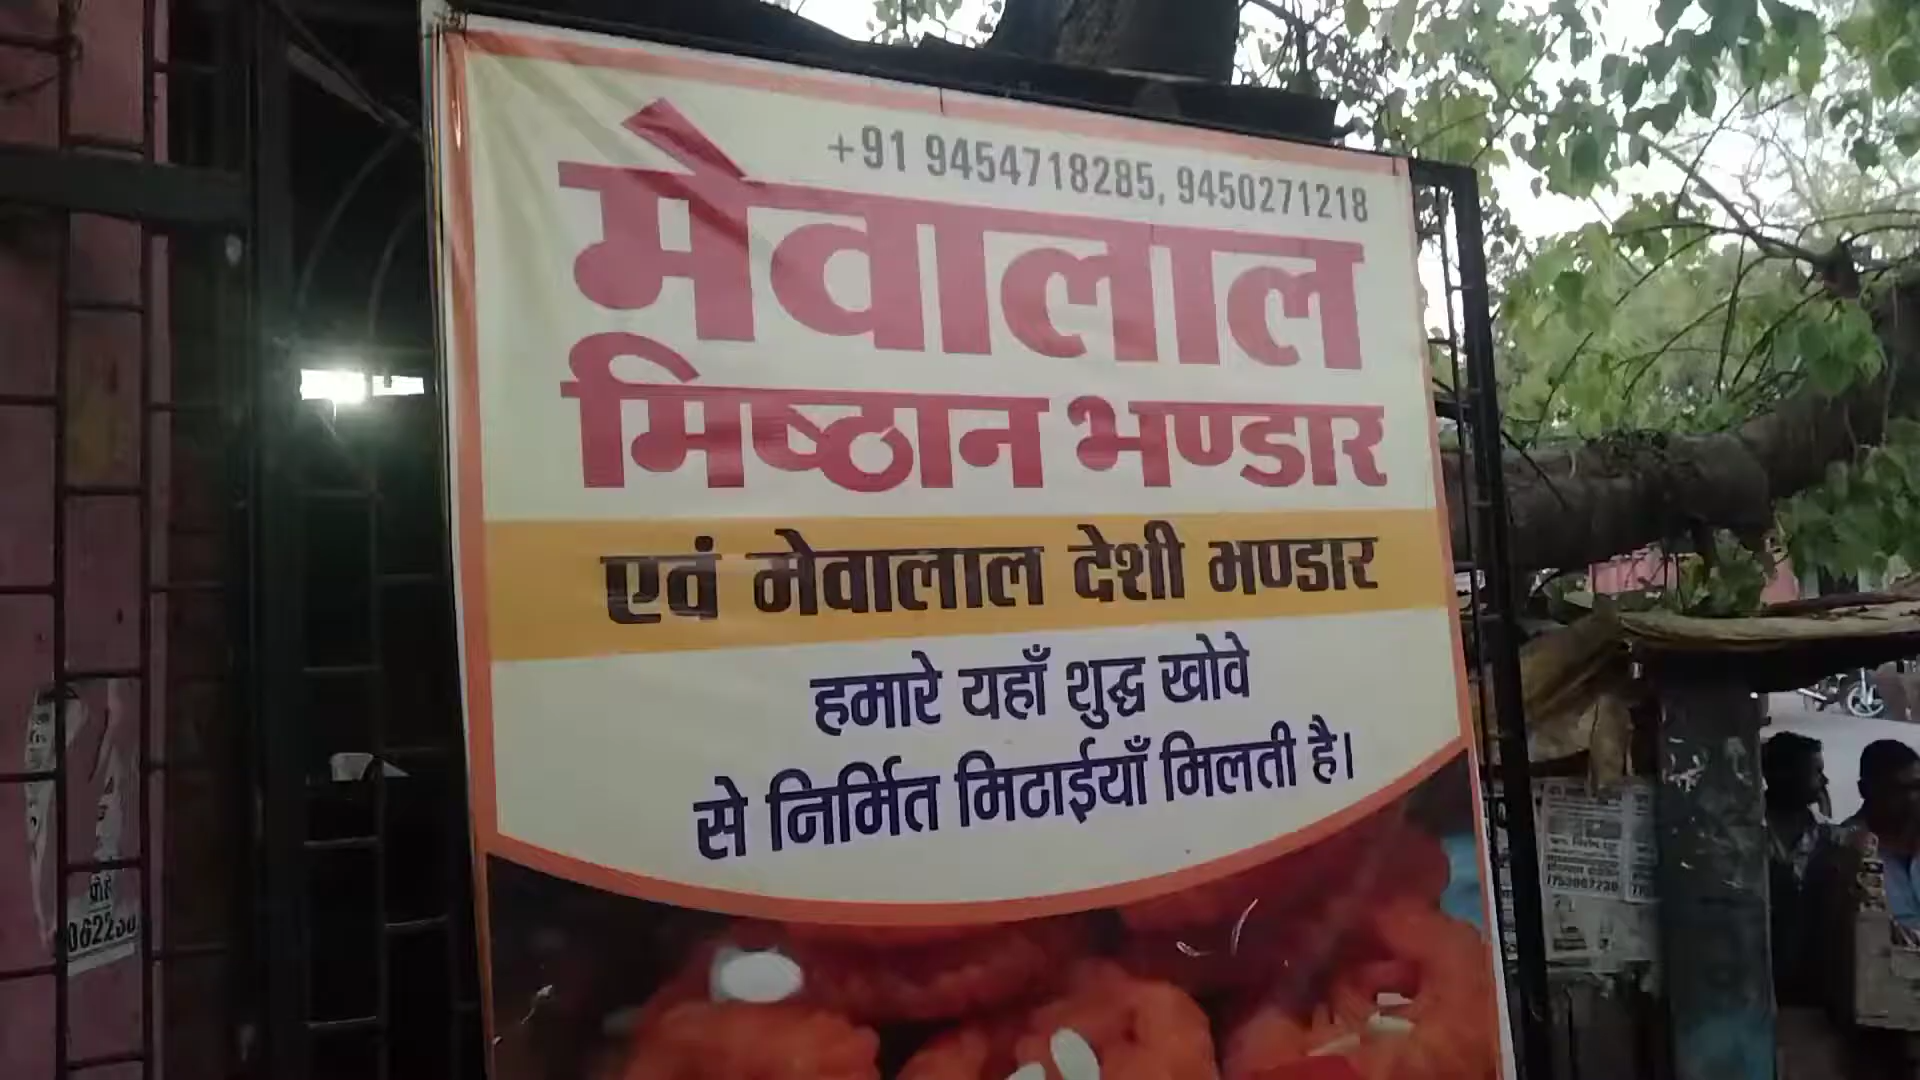 +91 9454718285, 9450271218
मेवालाल
मिष्ठान भण्डार
एवं मेवालाल देशी भण्डार
हमारे यहाँ शुद्ध खोवे
से निर्मित मिठाईयाँ मिलती है।